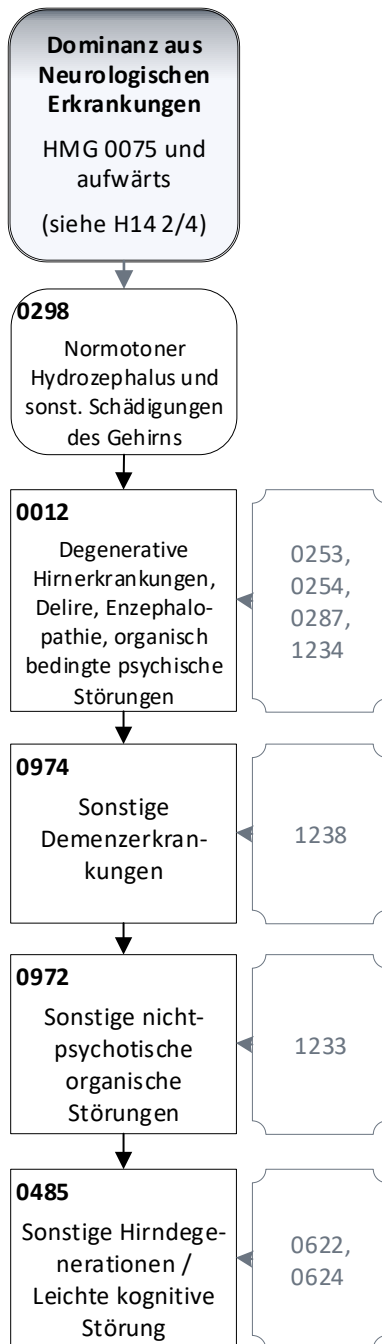 Dominanz aus
Neurologischen
Erkrankungen
HMG 0075 und
aufwärts
(siehe H14 2/4)
0298
Normotoner
Hydrozephalus und
sonst. Schädigungen
des Gehirns
0012
Degenerative
Hirnerkrankungen,
Delire, Enzephalo-
pathie, organisch
bedingte psychische
Störungen
0253,
0254,
0287,
1234
0974
Sonstige
Demenzerkran-
kungen
1238
0972
Sonstige nicht-
psychotische
organische
Störungen
1233
0485
Sonstige Hirndege-
nerationen /
Leichte kognitive
Störung
0622,
0624